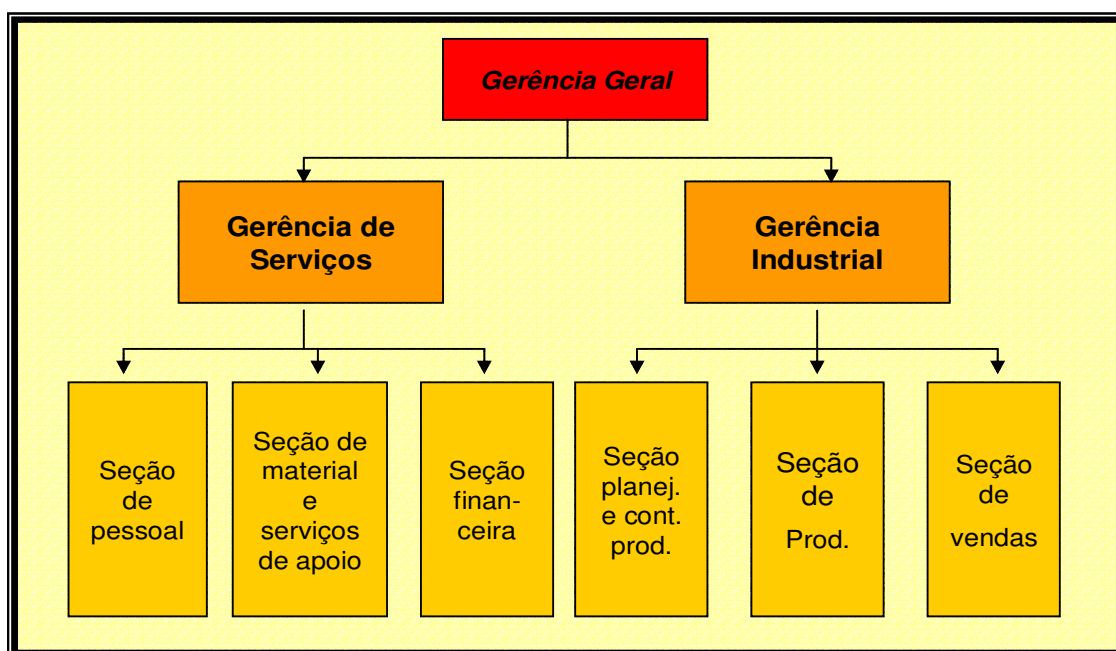 Gerência Geral
Gerência de
Serviços
Gerência
Industrial
Seção
de
pessoal
Seção de
material
e
serviços
de apoio
Seção
finan-
ceira
Seção
planej.
e cont.
prod.
Seção
de
Prod.
Seção
de
vendas